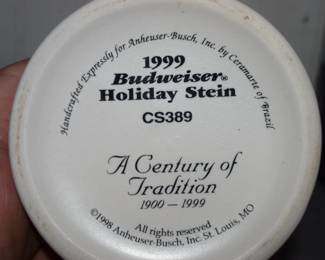 Handcrafted Expressly for Anheuser-Busch, Inc. by Ceramarte of Brazil
1999
Budweiser®
Holiday Stein
CS389
A Century of
Tradition
1900 – 1999
All rights reserved
©1998 Anheuser-Busch, Inc. St. Louis, MO